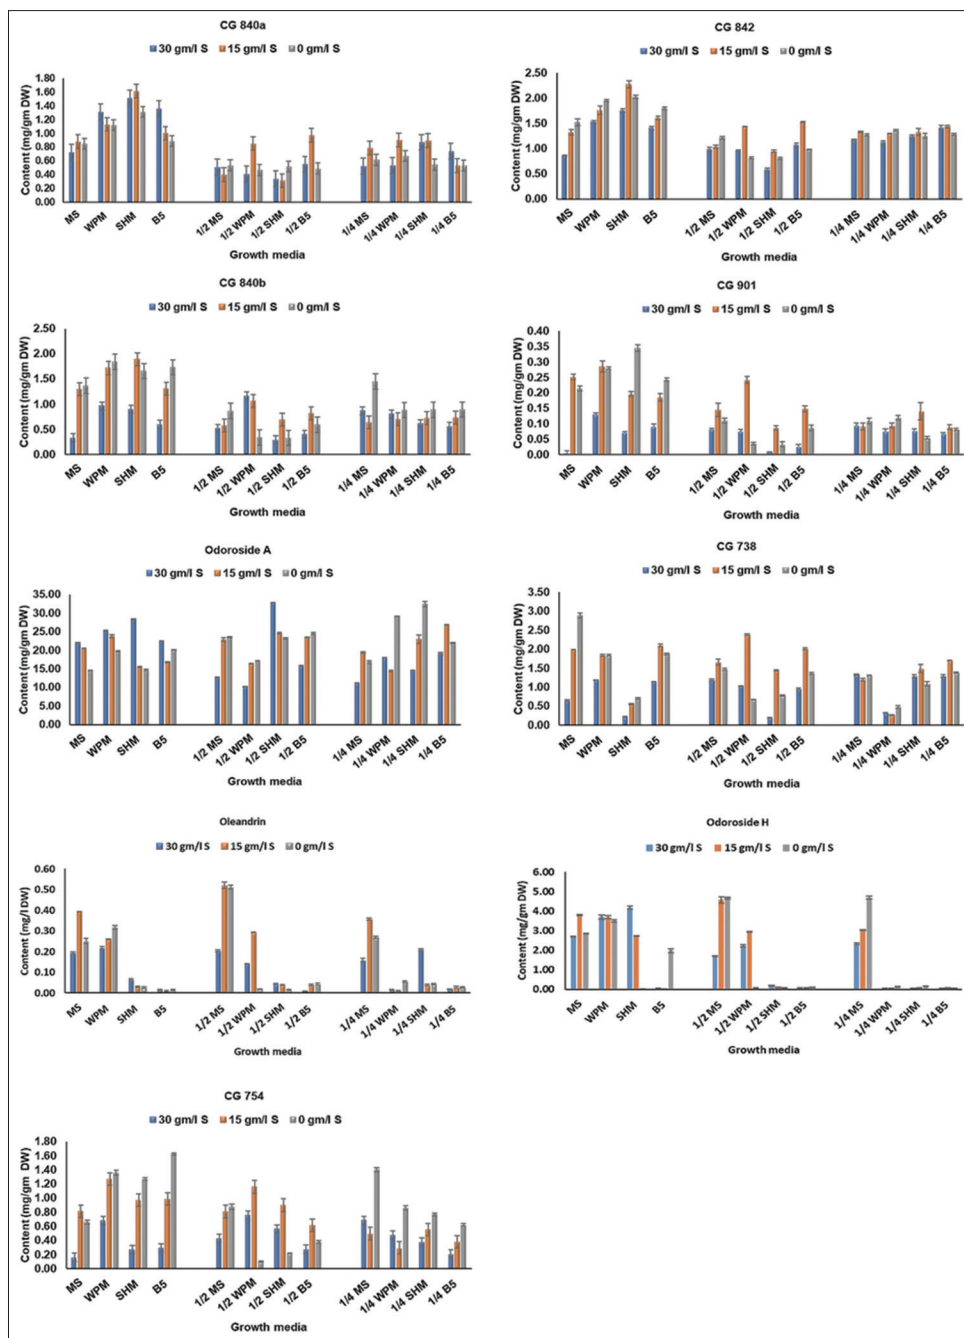 CG 840a
30 gm/l S 15 gm/l S 0 gm/l S
Content (mg/gm DW)
1.80
1.60
1.40
1.20
1.00
0.80
0.60
0.40
0.20
0.00
MS WPM SHM B5 1/2 MS 1/2 WPM 1/2 SHM 1/2 B5 1/4 MS 1/4 WPM 1/4 SHM 1/4 B5
Growth media
CG 842
30 gm/l S 15 gm/l S 0 gm/l S
Content (mg/gm DW)
2.50
2.00
1.50
1.00
0.50
0.00
MS WPM SHM B5 1/2 MS 1/2 WPM 1/2 SHM 1/2 B5 1/4 MS 1/4 WPM 1/4 SHM 1/4 B5
Growth media
CG 840b
30 gm/l S 15 gm/l S 0 gm/l S
Content (mg/gm DW)
2.50
2.00
1.50
1.00
0.50
0.00
MS WPM SHM B5 1/2 MS 1/2 WPM 1/2 SHM 1/2 B5 1/4 MS 1/4 WPM 1/4 SHM 1/4 B5
Growth media
CG 901
30 gm/l S 15 gm/l S 0 gm/l S
Content (mg/gm DW)
0.40
0.35
0.30
0.25
0.20
0.15
0.10
0.05
0.00
MS WPM SHM B5 1/2 MS 1/2 WPM 1/2 SHM 1/2 B5 1/4 MS 1/4 WPM 1/4 SHM 1/4 B5
Growth media
Odoroside A
30 gm/l S 15 gm/l S 0 gm/l S
Content (mg/gm DW)
35.00
30.00
25.00
20.00
15.00
10.00
5.00
0.00
MS WPM SHM B5 1/2 MS 1/2 WPM 1/2 SHM 1/2 B5 1/4 MS 1/4 WPM 1/4 SHM 1/4 B5
Growth media
CG 738
30 gm/l S 15 gm/l S 0 gm/l S
Content (mg/gm DW)
3.50
3.00
2.50
2.00
1.50
1.00
0.50
0.00
MS WPM SHM B5 1/2 MS 1/2 WPM 1/2 SHM 1/2 B5 1/4 MS 1/4 WPM 1/4 SHM 1/4 B5
Growth media
Oleandrin
30 gm/l S 15 gm/l S 0 gm/l S
Content (mg/l DW)
0.60
0.50
0.40
0.30
0.20
0.10
0.00
MS WPM SHM B5 1/2 MS 1/2 WPM 1/2 SHM 1/2 B5 1/4 MS 1/4 WPM 1/4 SHM 1/4 B5
Growth media
Odoroside H
30 gm/l S 15 gm/l S 0 gm/l S
Content (mg/gm DW)
6.00
5.00
4.00
3.00
2.00
1.00
0.00
MS WPM SHM B5 1/2 MS 1/2 WPM 1/2 SHM 1/2 B5 1/4 MS 1/4 WPM 1/4 SHM 1/4 B5
Growth media
CG 754
30 gm/l S 15 gm/l S 0 gm/l S
Content (mg/gm DW)
1.80
1.60
1.40
1.20
1.00
0.80
0.60
0.40
0.20
0.00
MS WPM SHM B5 1/2 MS 1/2 WPM 1/2 SHM 1/2 B5 1/4 MS 1/4 WPM 1/4 SHM 1/4 B5
Growth media